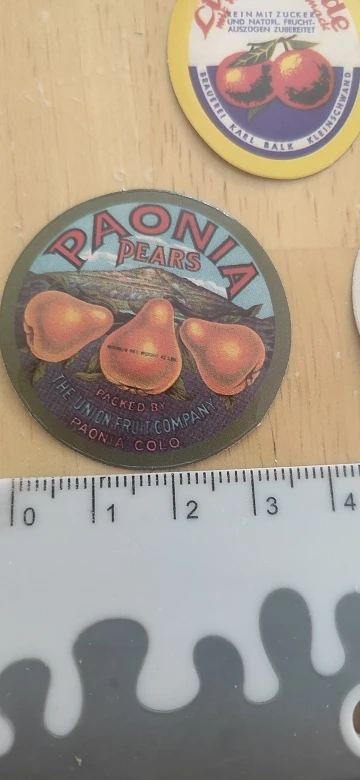 REIN MIT ZUCKER
UND NATÜRL. FRUCHT-
AUSZÜGEN ZUBEREITET
BRAUEREI KARL BALK KLEINSCHWAND
PAONIA
PEARS
PACKED BY
THE UNION FRUIT COMPANY
PAONIA COLO
0 1 2 3 4